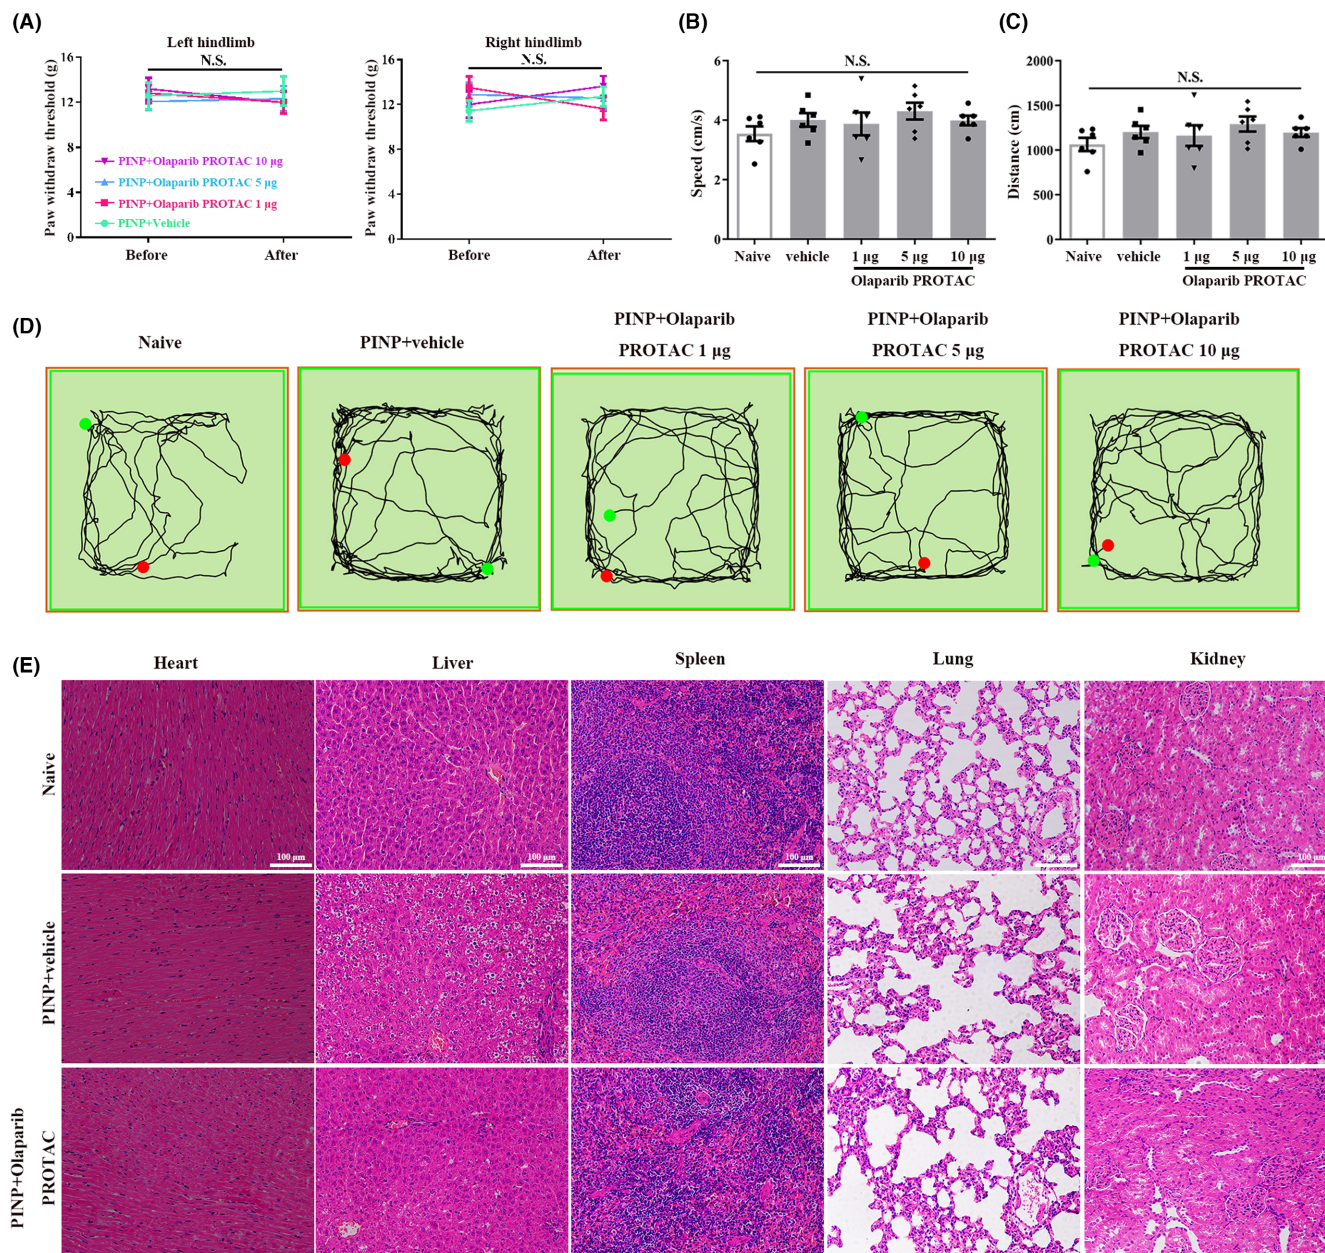 (A)
Left hindlimb
N.S.
Paw withdraw threshold (g)
16
12
8
4
0
PINP+Olaparib PROTAC 10 μg
PINP+Olaparib PROTAC 5 μg
PINP+Olaparib PROTAC 1 μg
PINP+Vehicle
Before
After
Right hindlimb
N.S.
Paw withdraw threshold (g)
16
12
8
4
0
Before
After
(B)
N.S.
Speed (cm/s)
6
4
2
0
Naive
vehicle
1 μg
5 μg
10 μg
Olaparib PROTAC
(C)
N.S.
Distance (cm)
2000
1500
1000
500
0
Naive
vehicle
1 μg
5 μg
10 μg
Olaparib PROTAC
(D)
Naive
PINP+vehicle
PINP+Olaparib
PROTAC 1 μg
PINP+Olaparib
PROTAC 5 μg
PINP+Olaparib
PROTAC 10 μg
(E)
Heart
Liver
Spleen
Lung
Kidney
Naive
100 μm
100 μm
100 μm
100 μm
PINP+vehicle
PINP+Olaparib
PROTAC